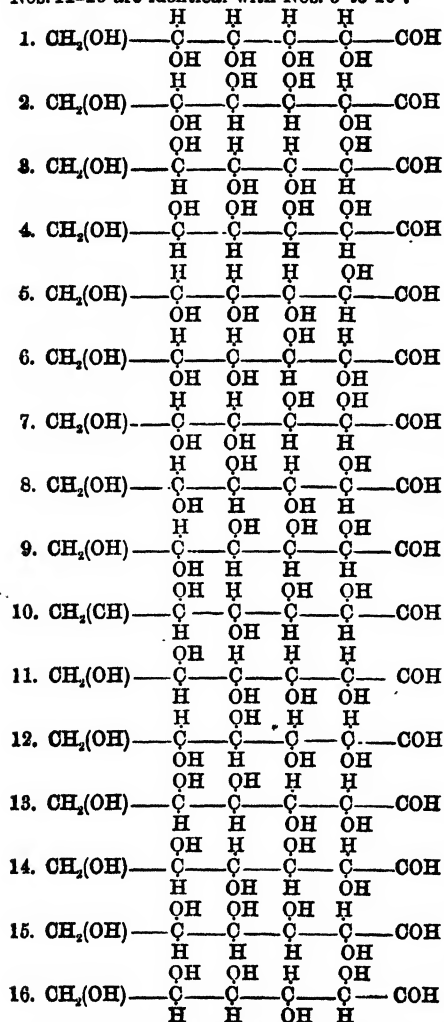 Nos. 11-16 are identical with Nos. 5 to 10 :
H H H H
1. CH₂(OH)—C—C—C—C—COH
OH OH OH OH
H OH OH H
2. CH₂(OH)—C—C—C—C—COH
OH H H OH
OH H H OH
3. CH₂(OH)—C—C—C—C—COH
H OH OH H
OH OH OH OH
4. CH₂(OH)—C—C—C—C—COH
H H H H
H H H OH
5. CH₂(OH)—C—C—C—C—COH
OH OH OH H
H H OH H
6. CH₂(OH)—C—C—C—C—COH
OH OH H OH
H H OH OH
7. CH₂(OH)—C—C—C—C—COH
OH OH H H
H OH H OH
8. CH₂(OH)—C—C—C—C—COH
OH H OH H
H OH OH OH
9. CH₂(OH)—C—C—C—C—COH
OH H H H
OH H OH OH
10. CH₂(CH)—C—C—C—C—COH
H OH H H
OH H H H
11. CH₂(OH)—C—C—C—C—COH
H OH OH OH
H OH H H
12. CH₂(OH)—C—C—C—C—COH
OH H OH OH
OH OH H H
13. CH₂(OH)—C—C—C—C—COH
H H OH OH
OH H OH H
14. CH₂(OH)—C—C—C—C—COH
H OH H OH
OH OH OH H
15. CH₂(OH)—C—C—C—C—COH
H H H OH
OH OH H OH
16. CH₂(OH)—C—C—C—C—COH
H H OH H